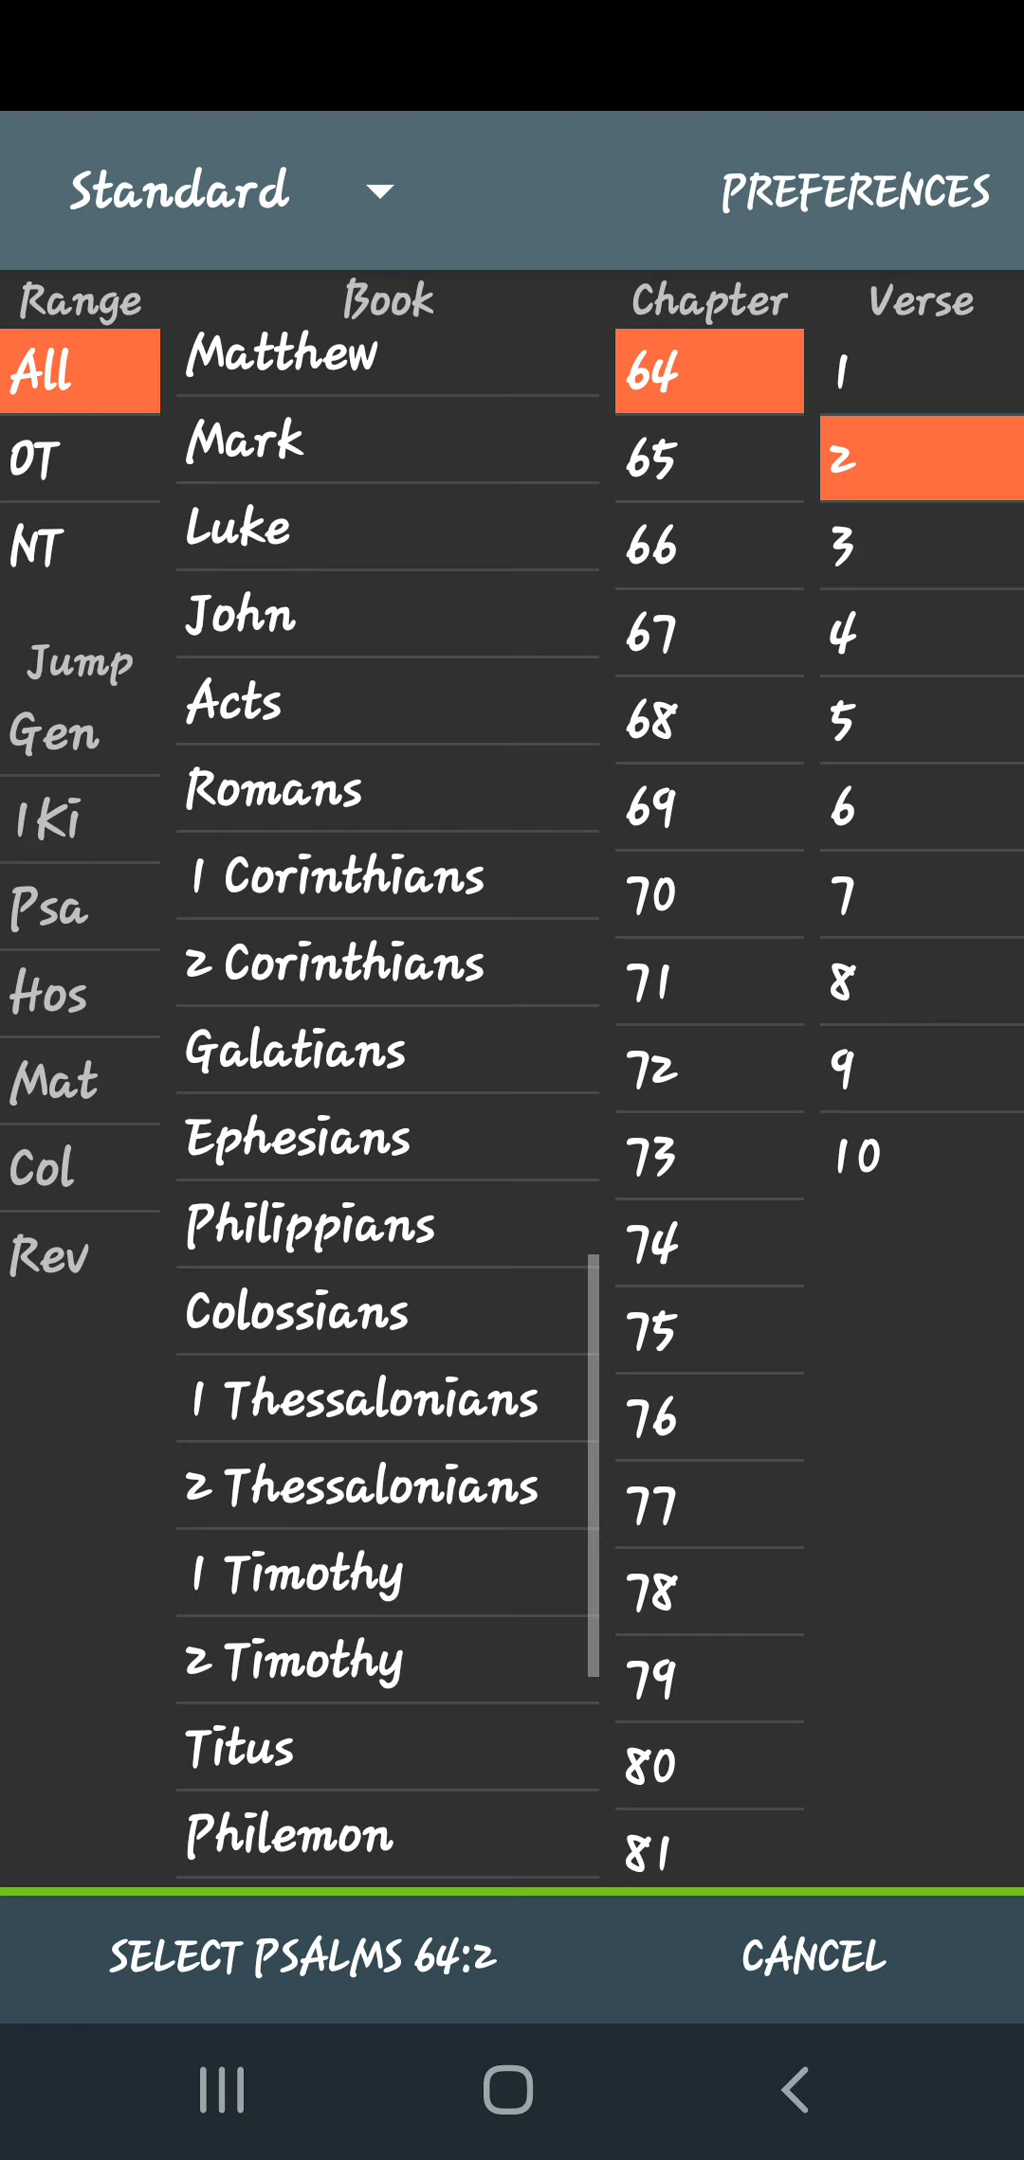 Standard
PREFERENCES
Range
Book
Chapter
Verse
All
OT
NT
Jump
Gen
1 Ki
Psa
Hos
Mat
Col
Rev
Matthew
Mark
Luke
John
Acts
Romans
1 Corinthians
2 Corinthians
Galatians
Ephesians
Philippians
Colossians
1 Thessalonians
2 Thessalonians
1 Timothy
2 Timothy
Titus
Philemon
64
65
66
67
68
69
70
71
72
73
74
75
76
77
78
79
80
81
1
2
3
4
5
6
7
8
9
10
SELECT PSALMS 64:2
CANCEL